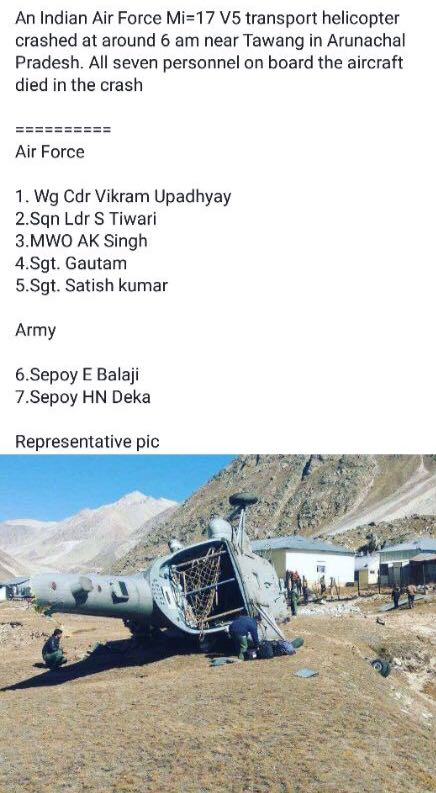 An Indian Air Force Mi=17 V5 transport helicopter
crashed at around 6 am near Tawang in Arunachal
Pradesh. All seven personnel on board the aircraft
died in the crash
==========
Air Force
1. Wg Cdr Vikram Upadhyay
2.Sqn Ldr S Tiwari
3.MWO AK Singh
4.Sgt. Gautam
5.Sgt. Satish kumar
Army
6.Sepoy E Balaji
7.Sepoy HN Deka
Representative pic